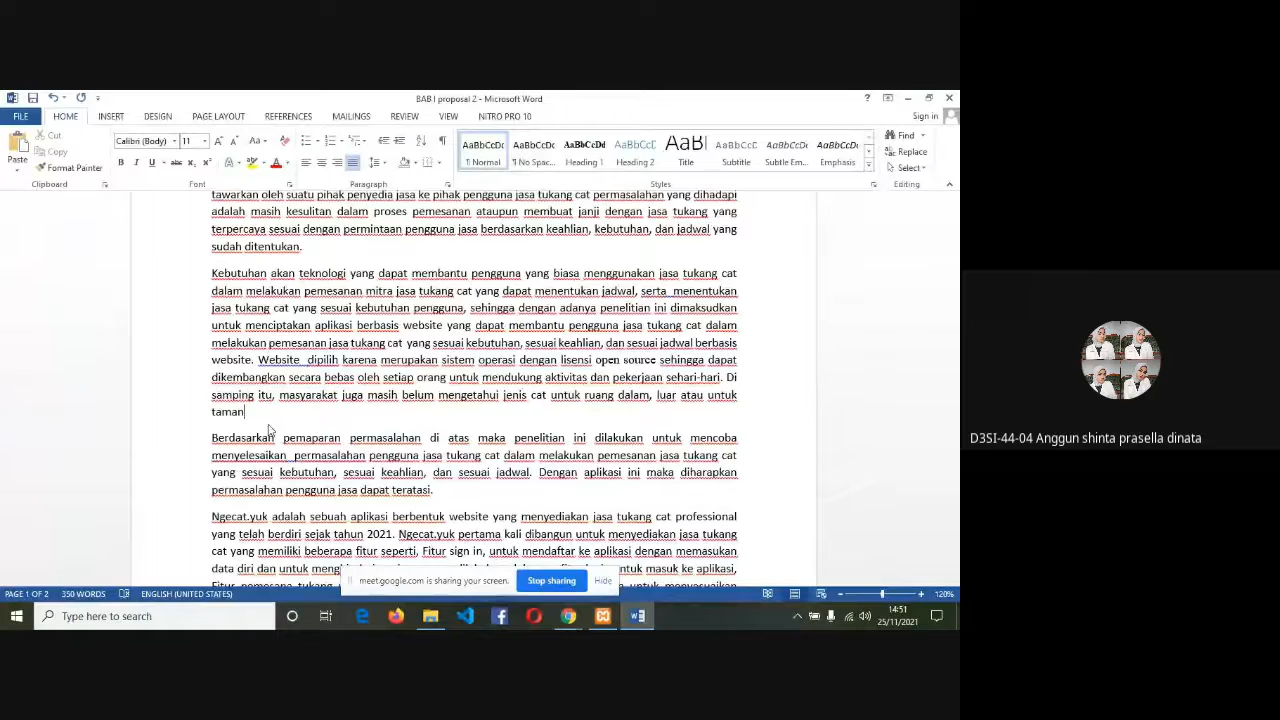 BAB I proposal 2 - Microsoft Word
Sign in
FILE HOME INSERT DESIGN PAGE LAYOUT REFERENCES MAILINGS REVIEW VIEW NITRO PRO 10
Paste
Cut
Copy
Format Painter
Calibri (Body) 11
AaBbCcDc AaBbCcDc AaBbCcDd AaBbCcD AaBl AaBbCcD AaBbCcDc AaBbCcDc
¶ Normal ¶ No Spac... Heading 1 Heading 2 Title Subtitle Subtle Em... Emphasis
Find
Replace
Select
Clipboard Font Paragraph Styles Editing
tawarkan oleh suatu pihak penyedia jasa ke pihak pengguna jasa tukang cat permasalahan yang dihadapi
adalah masih kesulitan dalam proses pemesanan ataupun membuat janji dengan jasa tukang yang
terpercaya sesuai dengan permintaan pengguna jasa berdasarkan keahlian, kebutuhan, dan jadwal yang
sudah ditentukan.
Kebutuhan akan teknologi yang dapat membantu pengguna yang biasa menggunakan jasa tukang cat
dalam melakukan pemesanan mitra jasa tukang cat yang dapat menentukan jadwal, serta menentukan
jasa tukang cat yang sesuai kebutuhan pengguna, sehingga dengan adanya penelitian ini dimaksudkan
untuk menciptakan aplikasi berbasis website yang dapat membantu pengguna jasa tukang cat dalam
melakukan pemesanan jasa tukang cat yang sesuai kebutuhan, sesuai keahlian, dan sesuai jadwal berbasis
website. Website dipilih karena merupakan sistem operasi dengan lisensi open source sehingga dapat
dikembangkan secara bebas oleh setiap orang untuk mendukung aktivitas dan pekerjaan sehari-hari. Di
samping itu, masyarakat juga masih belum mengetahui jenis cat untuk ruang dalam, luar atau untuk
taman
Berdasarkan pemaparan permasalahan di atas maka penelitian ini dilakukan untuk mencoba
menyelesaikan permasalahan pengguna jasa tukang cat dalam melakukan pemesanan jasa tukang cat
yang sesuai kebutuhan, sesuai keahlian, dan sesuai jadwal. Dengan aplikasi ini maka diharapkan
permasalahan pengguna jasa dapat teratasi.
Ngecat.yuk adalah sebuah aplikasi berbentuk website yang menyediakan jasa tukang cat professional
yang telah berdiri sejak tahun 2021. Ngecat.yuk pertama kali dibangun untuk menyediakan jasa tukang
cat yang memiliki beberapa fitur seperti, Fitur sign in, untuk mendaftar ke aplikasi dengan memasukan
data diri dan untuk untuk masuk ke aplikasi,
meet.google.com is sharing your screen. Stop sharing Hide
PAGE 1 OF 2 350 WORDS ENGLISH (UNITED STATES) 120%
Type here to search
14:51
25/11/2021
D3SI-44-04 Anggun shinta prasella dinata